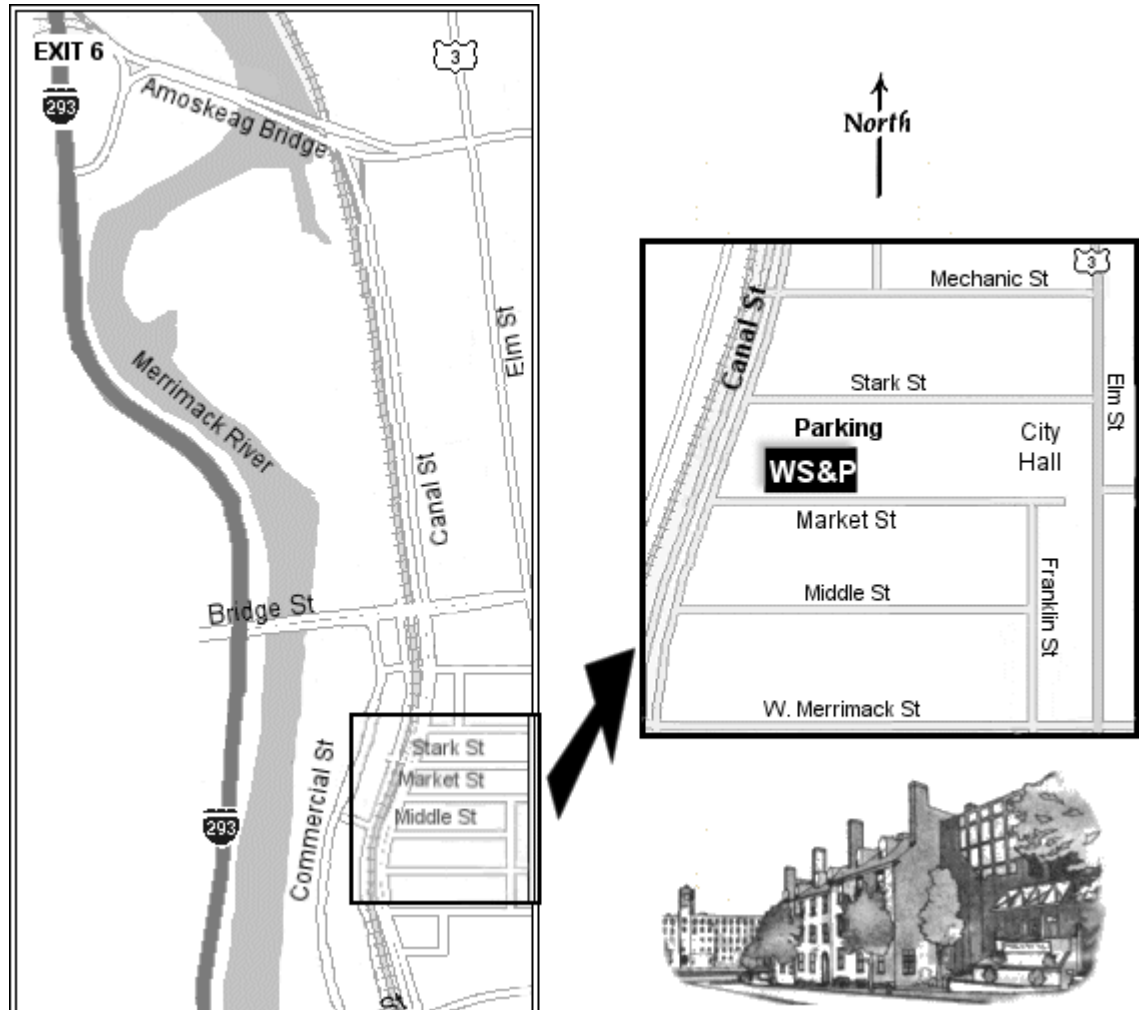 EXIT 6
293
3
Amoskeag Bridge
Elm St
Merrimack River
Canal St
Bridge St
Commercial St
Stark St
Market St
Middle St
293
St
North
3
Mechanic St
Canal St
Stark St
Elm St
Parking
City
Hall
WS&P
Market St
Franklin St
Middle St
W. Merrimack St